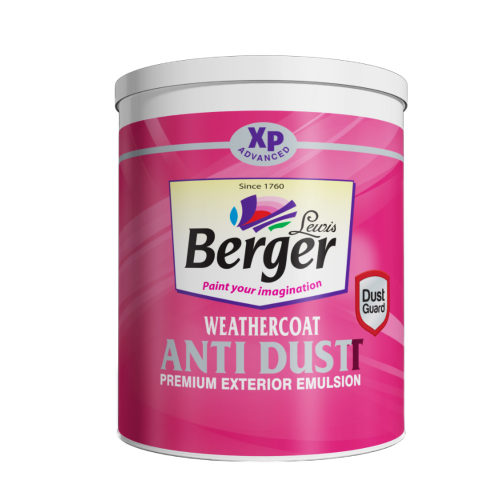 XP
ADVANCED
Since 1760
Lewis
Berger
Paint your imagination
Dust
Guard
WEATHERCOAT
ANTI DUSTT
PREMIUM EXTERIOR EMULSION